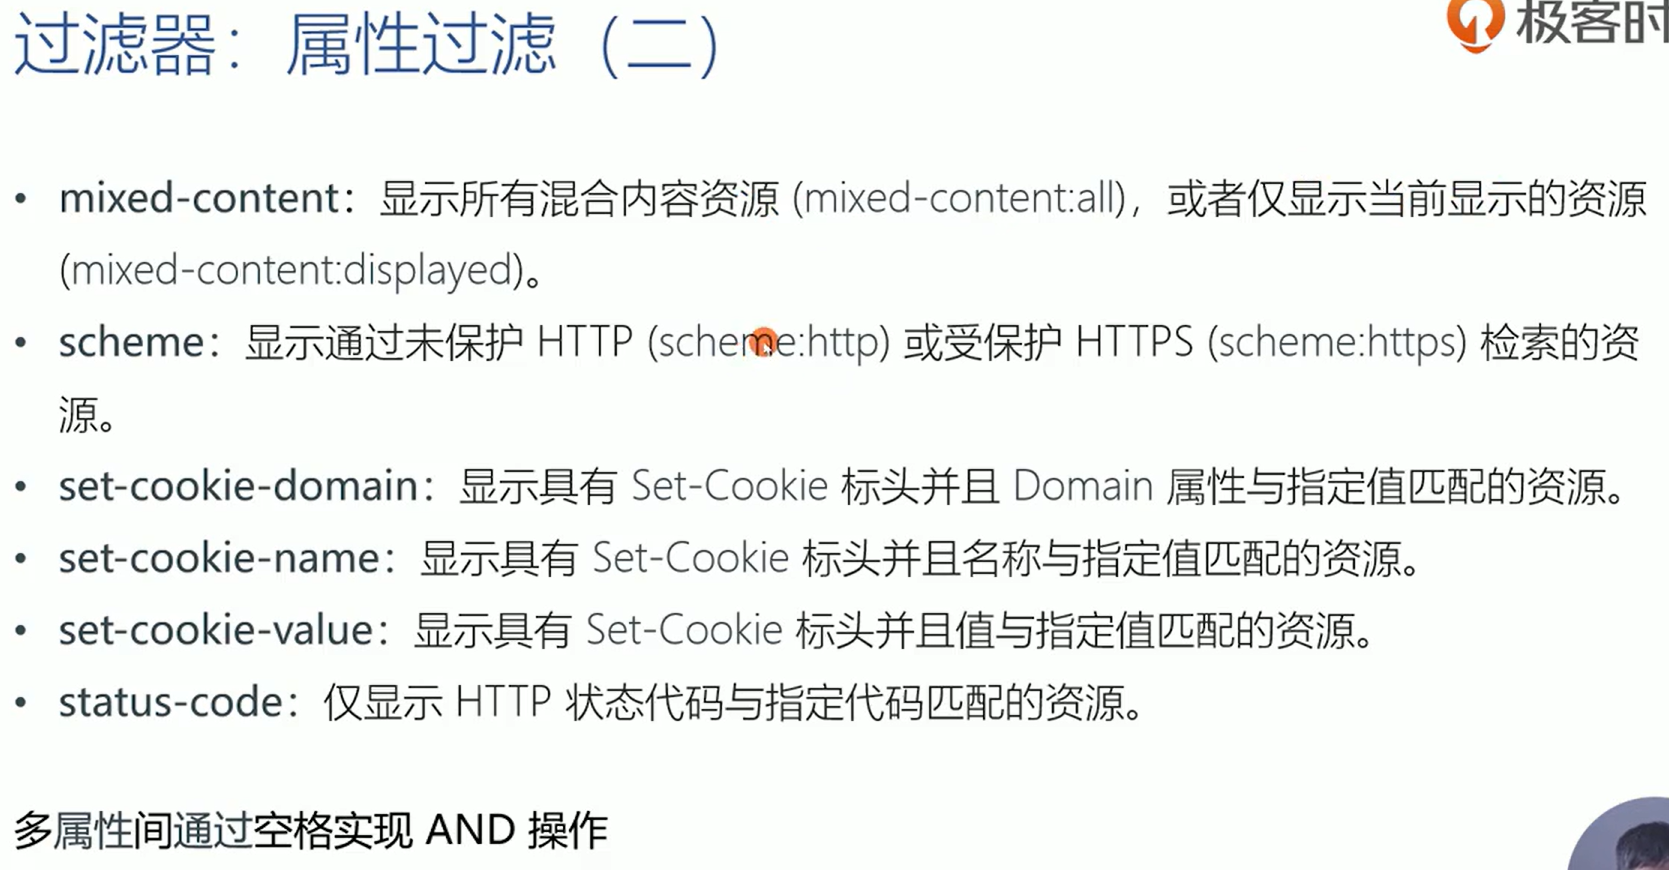 过滤器：属性过滤（二）
极客时
• mixed-content：显示所有混合内容资源 (mixed-content:all)，或者仅显示当前显示的资源
(mixed-content:displayed)。
• scheme：显示通过未保护 HTTP (scheme:http) 或受保护 HTTPS (scheme:https) 检索的资
源。
• set-cookie-domain：显示具有 Set-Cookie 标头并且 Domain 属性与指定值匹配的资源。
• set-cookie-name：显示具有 Set-Cookie 标头并且名称与指定值匹配的资源。
• set-cookie-value：显示具有 Set-Cookie 标头并且值与指定值匹配的资源。
• status-code：仅显示 HTTP 状态代码与指定代码匹配的资源。
多属性间通过空格实现 AND 操作